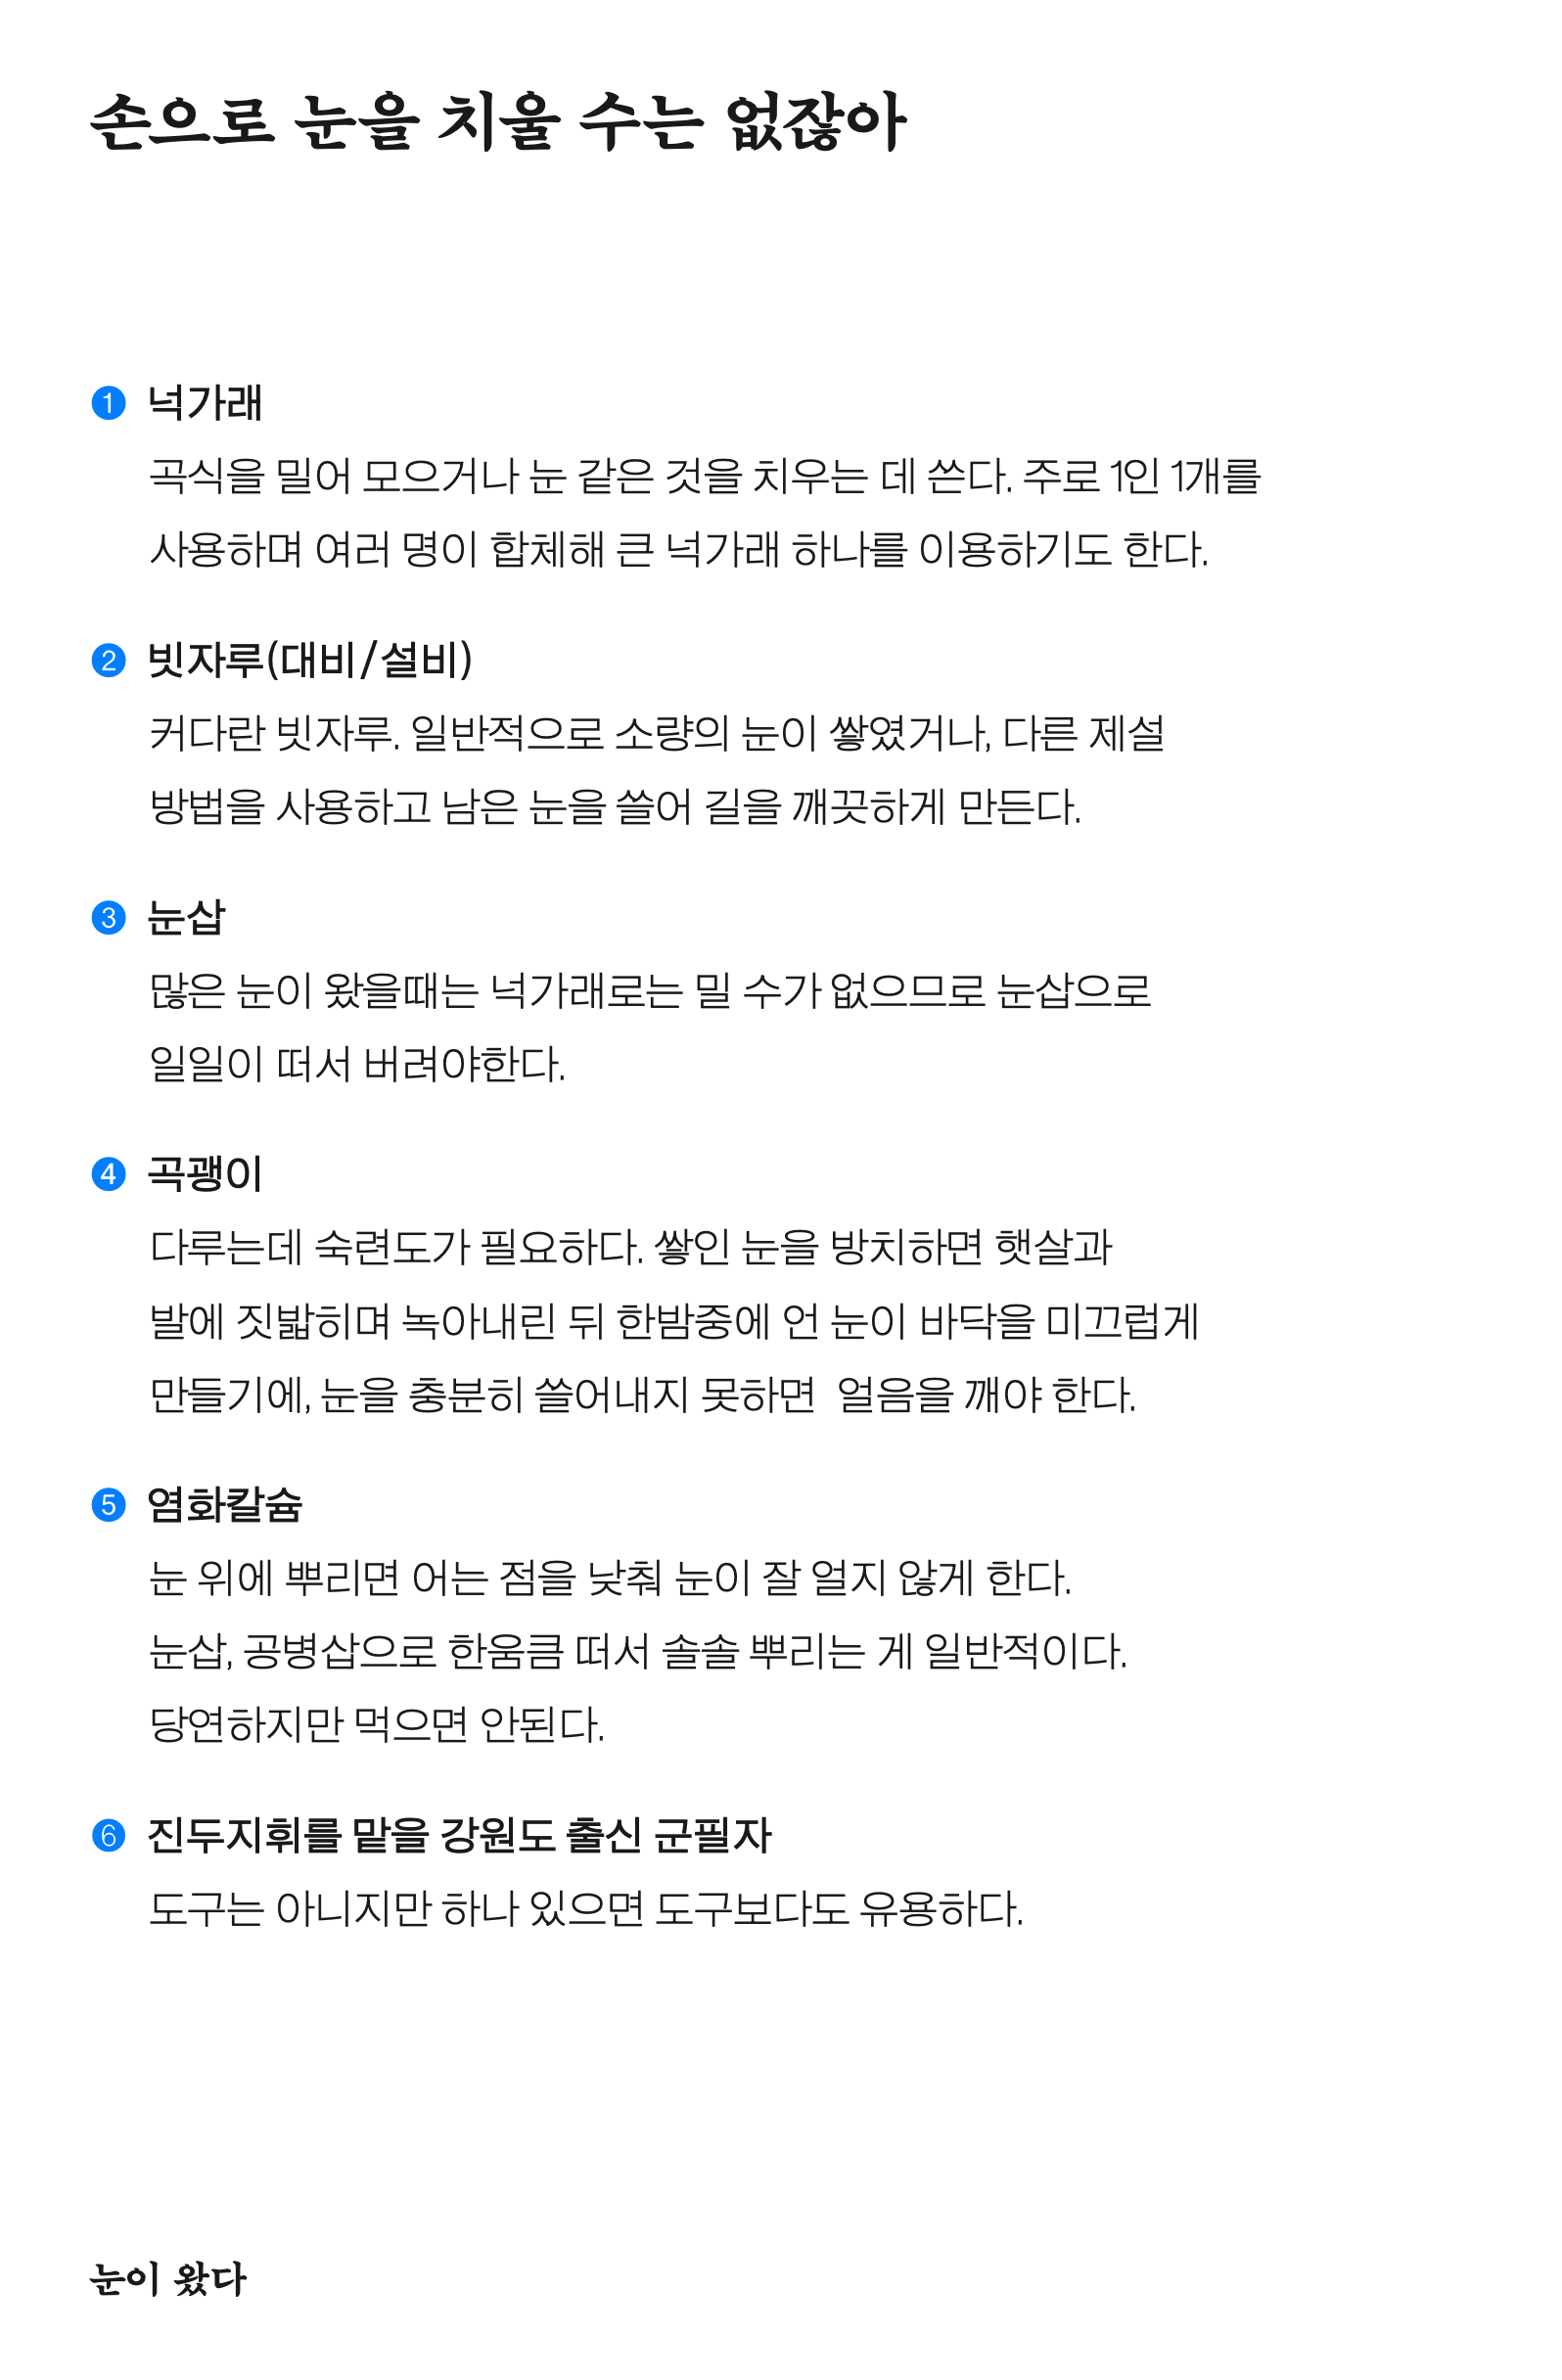 손으로 눈을 치울 수는 없잖아
1 넉가래
곡식을 밀어 모으거나 눈 같은 것을 치우는 데 쓴다. 주로 1인 1개를
사용하며 여러 명이 합체해 큰 넉가래 하나를 이용하기도 한다.
2 빗자루(대비/설비)
커다란 빗자루. 일반적으로 소량의 눈이 쌓였거나, 다른 제설
방법을 사용하고 남은 눈을 쓸어 길을 깨끗하게 만든다.
3 눈삽
많은 눈이 왔을때는 넉가래로는 밀 수가 없으므로 눈삽으로
일일이 떠서 버려야한다.
4 곡괭이
다루는데 숙련도가 필요하다. 쌓인 눈을 방치하면 햇살과
발에 짓밟히며 녹아내린 뒤 한밤중에 언 눈이 바닥을 미끄럽게
만들기에, 눈을 충분히 쓸어내지 못하면  얼음을 깨야 한다.
5 염화칼슘
눈 위에 뿌리면 어는 점을 낮춰 눈이 잘 얼지 않게 한다.
눈삽, 공병삽으로 한움큼 떠서 솔솔 뿌리는 게 일반적이다.
당연하지만 먹으면 안된다.
6 진두지휘를 맡을 강원도 출신 군필자
도구는 아니지만 하나 있으면 도구보다도 유용하다.
눈이 왔다